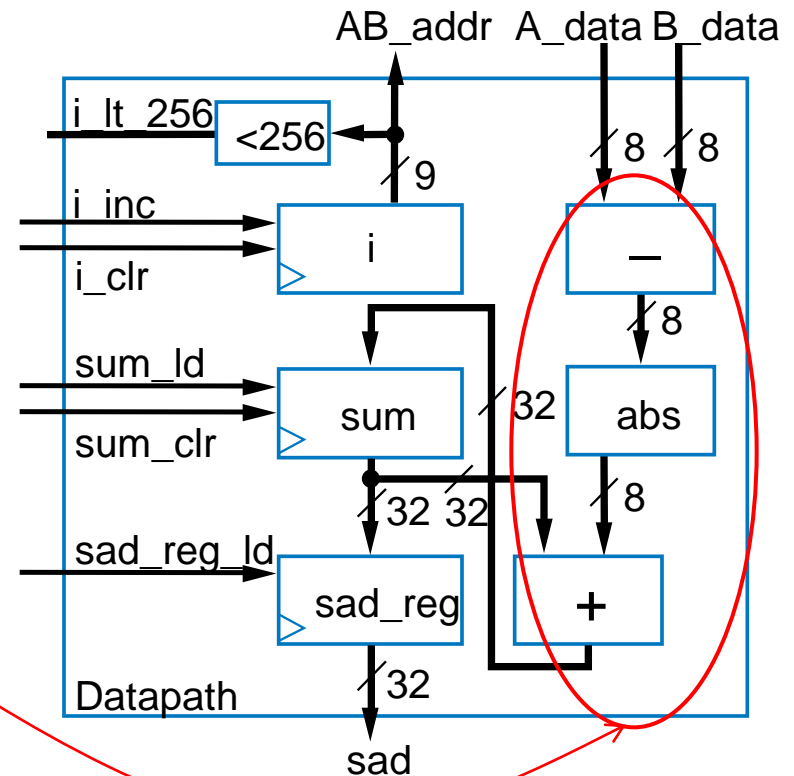 AB_addr A_data B_data
i_lt_256
<256
8 8
9
i_inc
i
–
i_clr
8
sum_ld
sum
32
abs
sum_clr
8
32 32
sad_reg_ld
sad_reg
+
32
Datapath
sad